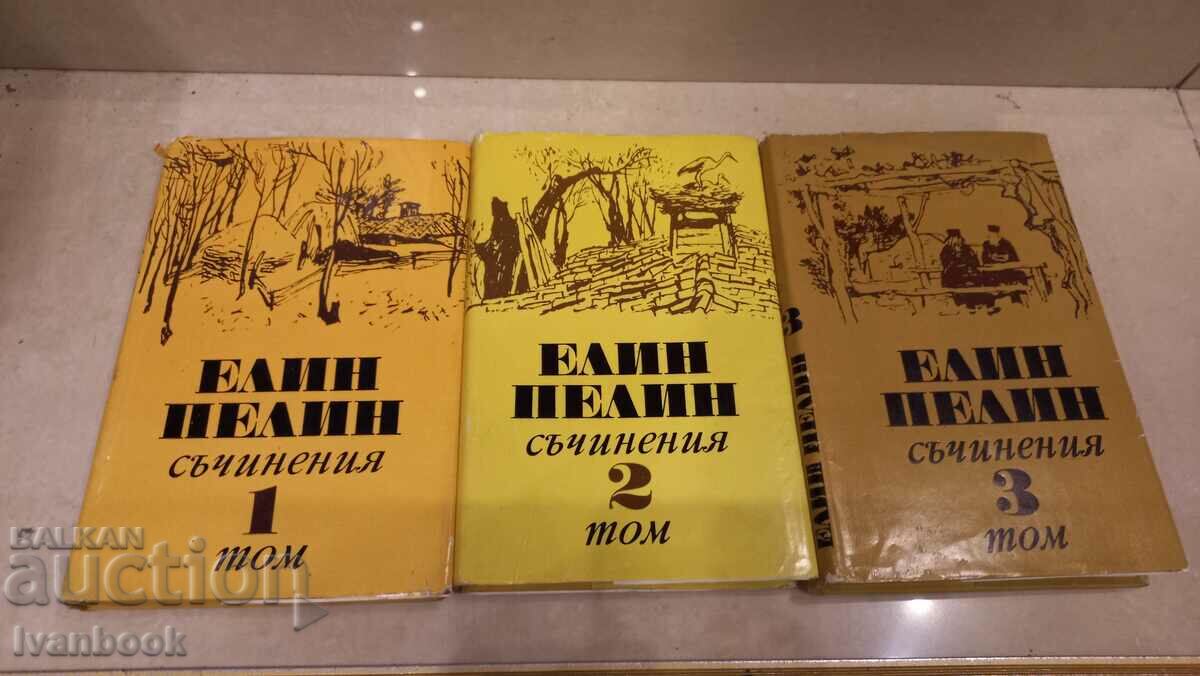 ЕЛИН
ПЕЛИН
съчинения
1
том
ЕЛИН
ПЕЛИН
съчинения
2
том
3
ЕЛИН ПЕЛИН
ЕЛИН
ПЕЛИН
съчинения
3
том
BALKAN
auction
Ivanbook